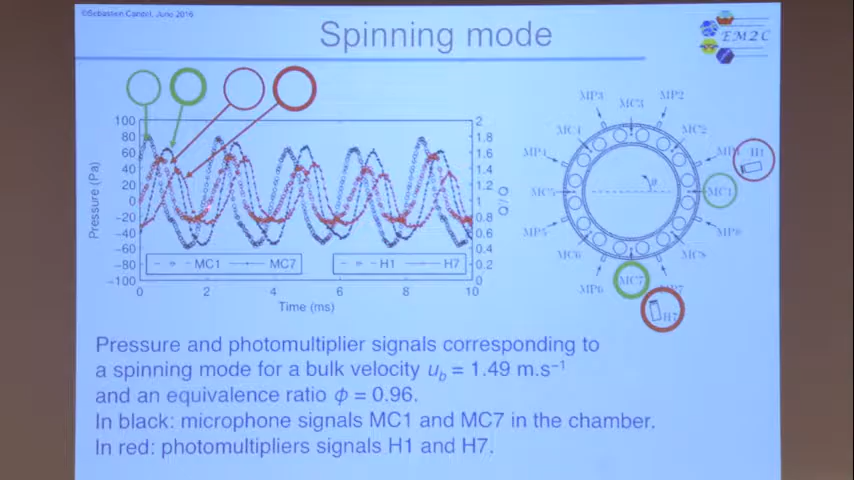 ©Sebastien Candel, June 2016
Spinning mode
EM2C
100
80
60
40
20
0
−20
−40
−60
−80
−100
Pressure (Pa)
2
1.8
1.6
1.4
1.2
1
0.8
0.6
0.4
0.2
0
MC1 MC7 H1 H7
0 2 4 6 8 10
Time (ms)
MP3 MC3 MP2
MC4 MC2
MP4 MP1 H1
MC5 θ MC1
MP5 MP8
MC6 MC8
MP6 MC7 MP7
H7
Pressure and photomultiplier signals corresponding to
a spinning mode for a bulk velocity u_b = 1.49 m.s⁻¹
and an equivalence ratio ϕ = 0.96.
In black: microphone signals MC1 and MC7 in the chamber.
In red: photomultipliers signals H1 and H7.